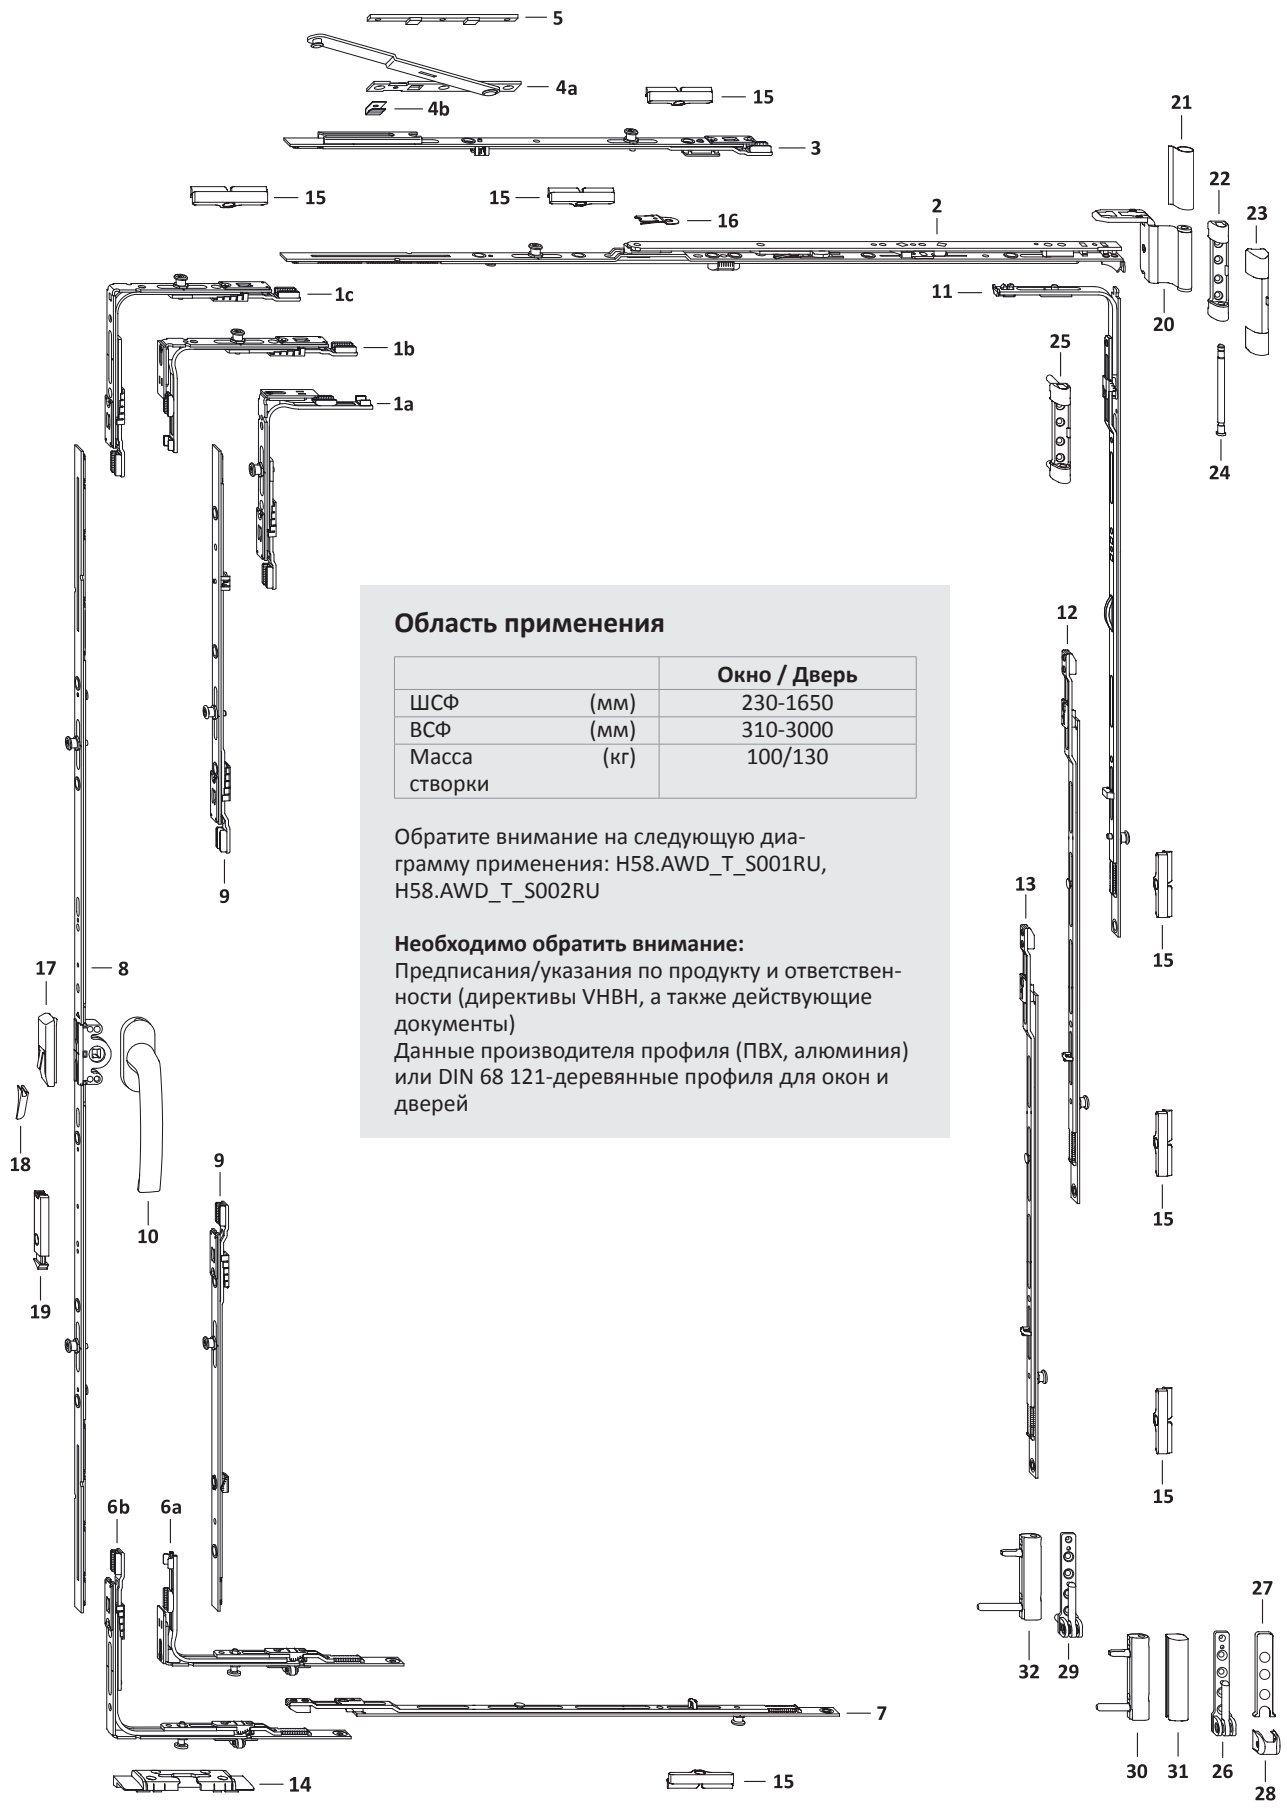 5
4a
15
4b
21
3
22
15
15
2
23
16
1c
11
20
1b
25
1a
24
Область применения
Окно / Дверь
ШСФ (мм) 230-1650
12
ВСФ (мм) 310-3000
Масса (кг) 100/130
створки
Обратите внимание на следующую диа-
грамму применения: H58.AWD_T_S001RU,
H58.AWD_T_S002RU
9
13
Необходимо обратить внимание:
15
17
8
Предписания/указания по продукту и ответствен-
ности (директивы VHBH, а также действующие
документы)
Данные производителя профиля (ПВХ, алюминия)
или DIN 68 121-деревянные профиля для окон и
дверей
18
9
10
15
19
15
6b
6a
27
32
29
7
30
31
26
14
15
28